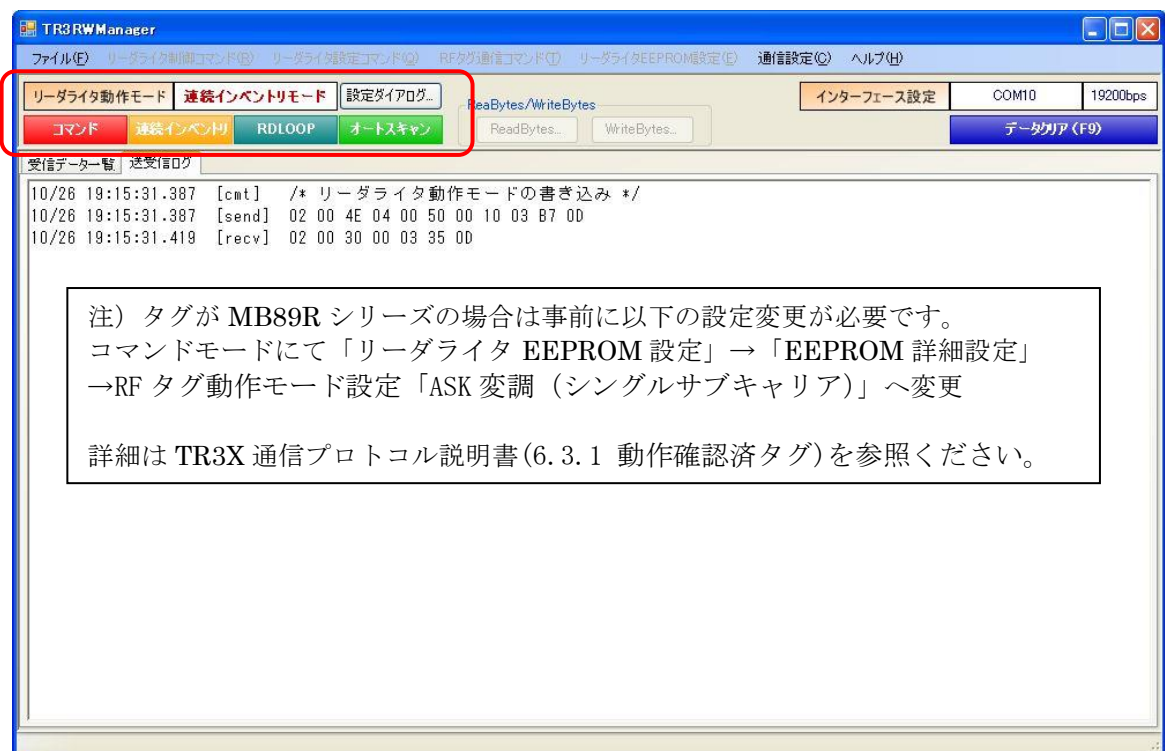 TR3RWManager
ファイル(F) リーダライタ制御コマンド(R) リーダライタ設定コマンド(Q) RFタグ通信コマンド(T) リーダライタEEPROM設定(E) 通信設定(C) ヘルプ(H)
リーダライタ動作モード 連続インベントリモード 設定ダイアログ... ReaBytes/WriteBytes インターフェース設定 COM10 19200bps
コマンド 連続インベントリ RDLOOP オートスキャン ReadBytes... WriteBytes... データクリア(F9)
受信データ一覧 送受信ログ
10/26 19:15:31.387 [cmt] /* リーダライタ動作モードの書き込み */
10/26 19:15:31.387 [send] 02 00 4E 04 00 50 00 10 03 B7 0D
10/26 19:15:31.419 [recv] 02 00 30 00 03 35 0D
注）タグが MB89R シリーズの場合は事前に以下の設定変更が必要です。
コマンドモードにて「リーダライタ EEPROM 設定」→「EEPROM 詳細設定」
→RF タグ動作モード設定「ASK 変調（シングルサブキャリア）」へ変更
詳細は TR3X 通信プロトコル説明書(6.3.1 動作確認済タグ)を参照ください。